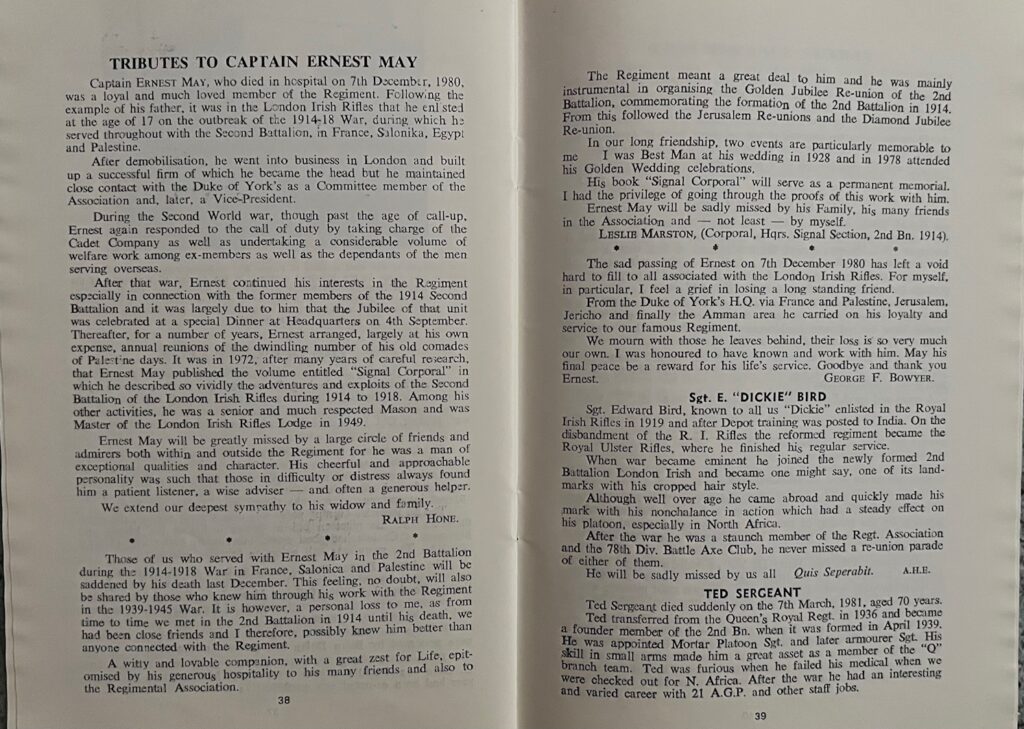 TRIBUTES TO CAPTAIN ERNEST MAY
Captain ERNEST MAY, who died in hospital on 7th December, 1980,
was a loyal and much loved member of the Regiment. Following the
example of his father, it was in the London Irish Rifles that he enlisted
at the age of 17 on the outbreak of the 1914-18 War, during which he
served throughout with the Second Battalion, in France, Salonika, Egypt
and Palestine.
After demobilisation, he went into business in London and built
up a successful firm of which he became the head but he maintained
close contact with the Duke of York's as a Committee member of the
Association and, later, a Vice-President.
During the Second World war, though past the age of call-up,
Ernest again responded to the call of duty by taking charge of the
Cadet Company as well as undertaking a considerable volume of
welfare work among ex-members as well as the dependants of the men
serving overseas.
After that war, Ernest continued his interests in the Regiment
especially in connection with the former members of the 1914 Second
Battalion and it was largely due to him that the Jubilee of that unit
was celebrated at a special Dinner at Headquarters on 4th September.
Thereafter, for a number of years, Ernest arranged, largely at his own
expense, annual reunions of the dwindling number of his old comades
of Palestine days. It was in 1972, after many years of careful research,
that Ernest May published the volume entitled "Signal Corporal" in
which he described so vividly the adventures and exploits of the Second
Battalion of the London Irish Rifles during 1914 to 1918. Among his
other activities, he was a senior and much respected Mason and was
Master of the London Irish Rifles Lodge in 1949.
Ernest May will be greatly missed by a large circle of friends and
admirers both within and outside the Regiment for he was a man of
exceptional qualities and character. His cheerful and approachable
personality was such that those in difficulty or distress always found
him a patient listener, a wise adviser — and often a generous helper.
We extend our deepest sympathy to his widow and family.
RALPH HONE.
* * * *
Those of us who served with Ernest May in the 2nd Battalion
during the 1914-1918 War in France, Salonica and Palestine will be
saddened by his death last December. This feeling, no doubt, will also
be shared by those who knew him through his work with the Regiment
in the 1939-1945 War. It is however, a personal loss to me, as from
time to time we met in the 2nd Battalion in 1914 until his death, we
had been close friends and I therefore, possibly knew him better than
anyone connected with the Regiment.
A witty and lovable companion, with a great zest for Life, epit-
omised by his generous hospitality to his many friends and also to
the Regimental Association.
38
The Regiment meant a great deal to him and he was mainly
instrumental in organising the Golden Jubilee Re-union of the 2nd
Battalion, commemorating the formation of the 2nd Battalion in 1914.
From this followed the Jerusalem Re-unions and the Diamond Jubilee
Re-union.
In our long friendship, two events are particularly memorable to
me I was Best Man at his wedding in 1928 and in 1978 attended
his Golden Wedding celebrations.
His book "Signal Corporal" will serve as a permanent memorial.
I had the privilege of going through the proofs of this work with him.
Ernest May will be sadly missed by his Family, his many friends
in the Association and — not least — by myself.
LESLIE MARSTON, (Corporal, Hqrs. Signal Section, 2nd Bn. 1914).
* * * *
The sad passing of Ernest on 7th December 1980 has left a void
hard to fill to all associated with the London Irish Rifles. For myself,
in particular, I feel a grief in losing a long standing friend.
From the Duke of York's H.Q. via France and Palestine, Jerusalem,
Jericho and finally the Amman area he carried on his loyalty and
service to our famous Regiment.
We mourn with those he leaves behind, their loss is so very much
our own. I was honoured to have known and work with him. May his
final peace be a reward for his life's service. Goodbye and thank you
Ernest. GEORGE F. BOWYER.
Sgt. E. "DICKIE" BIRD
Sgt. Edward Bird, known to all us "Dickie" enlisted in the Royal
Irish Rifles in 1919 and after Depot training was posted to India. On the
disbandment of the R. I. Rifles the reformed regiment became the
Royal Ulster Rifles, where he finished his regular service.
When war became eminent he joined the newly formed 2nd
Battalion London Irish and became one might say, one of its land-
marks with his cropped hair style.
Although well over age he came abroad and quickly made his
mark with his nonchalance in action which had a steady effect on
his platoon, especially in North Africa.
After the war he was a staunch member of the Regt. Association
and the 78th Div. Battle Axe Club, he never missed a re-union parade
of either of them.
He will be sadly missed by us all Quis Seperabit. A.H.E.
TED SERGEANT
Ted Sergeant died suddenly on the 7th March, 1981, aged 70 years.
Ted transferred from the Queen's Royal Regt. in 1936 and became
a founder member of the 2nd Bn. when it was formed in April 1939.
He was appointed Mortar Platoon Sgt. and later armourer Sgt. His
skill in small arms made him a great asset as a member of the "Q"
branch team. Ted was furious when he failed his medical when we
were checked out for N. Africa. After the war he had an interesting
and varied career with 21 A.G.P. and other staff jobs.
39